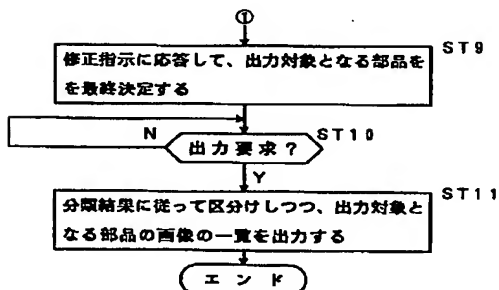 ①
ST9
修正指示に応答して、出力対象となる部品を
を最終決定する
ST10
N
出力要求?
Y
ST11
分類結果に従って区分けしつつ、出力対象と
なる部品の画像の一覧を出力する
エンド